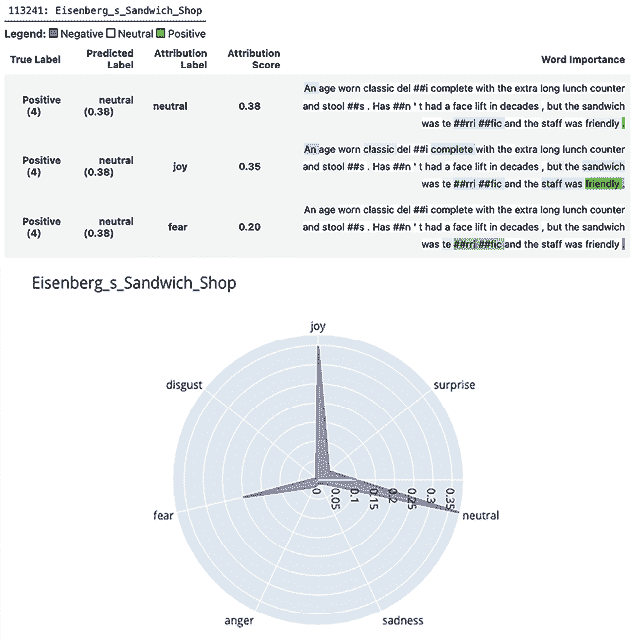 113241: Eisenberg_s_Sandwich_Shop
Legend: Negative Neutral Positive
True Label Predicted Label Attribution Label Attribution Score Word Importance
Positive (4) neutral (0.38) neutral 0.38
An age worn classic del ##i complete with the extra long lunch counter
and stool ##s . Has ##n ' t had a face lift in decades , but the sandwich
was te ##rri ##fic and the staff was friendly .
Positive (4) neutral (0.38) joy 0.35
An age worn classic del ##i complete with the extra long lunch counter
and stool ##s . Has ##n ' t had a face lift in decades , but the sandwich
was te ##rri ##fic and the staff was friendly .
Positive (4) neutral (0.38) fear 0.20
An age worn classic del ##i complete with the extra long lunch counter
and stool ##s . Has ##n ' t had a face lift in decades , but the sandwich
was te ##rri ##fic and the staff was friendly .
Eisenberg_s_Sandwich_Shop
joy
disgust
surprise
0 0.05 0.1 0.15 0.2 0.25 0.3 0.35
fear
neutral
anger
sadness